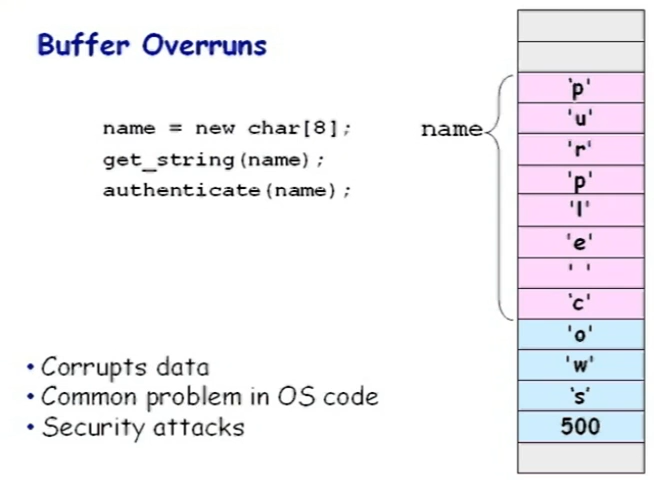 Buffer Overruns
name = new char[8];
get_string(name);
authenticate(name);
• Corrupts data
• Common problem in OS code
• Security attacks
name
'p'
'u'
'r'
'p'
'l'
'e'
' '
'c'
'o'
'w'
's'
500